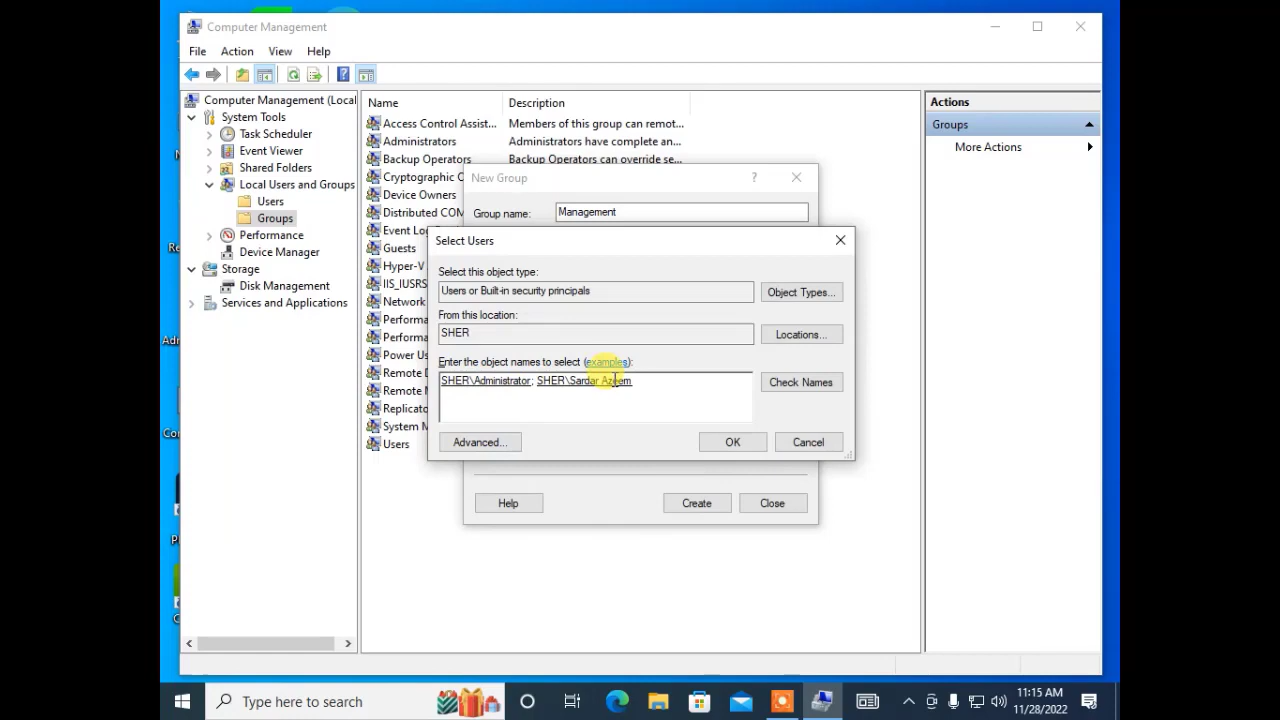 Computer Management
File Action View Help
Computer Management (Local
System Tools
Task Scheduler
Event Viewer
Shared Folders
Local Users and Groups
Users
Groups
Performance
Device Manager
Storage
Disk Management
Services and Applications
Name Description
Access Control Assist... Members of this group can remot...
Administrators Administrators have complete an...
Backup Operators Backup Operators can override se...
Cryptographic O
Device Owners
Distributed COM
Event Lo
Guests
Hyper-V
IIS_IUSRS
Network
Performa
Performa
Power Us
Remote D
Remote M
Replicato
System M
Users
Actions
Groups
More Actions
New Group
?
Group name: Management
Select Users
Select this object type:
Users or Built-in security principals
Object Types...
From this location:
SHER
Locations...
Enter the object names to select (examples):
SHER\Administrator; SHER\Sardar Azeem
Check Names
Advanced... OK Cancel
Help Create Close
Type here to search
11:15 AM
11/28/2022